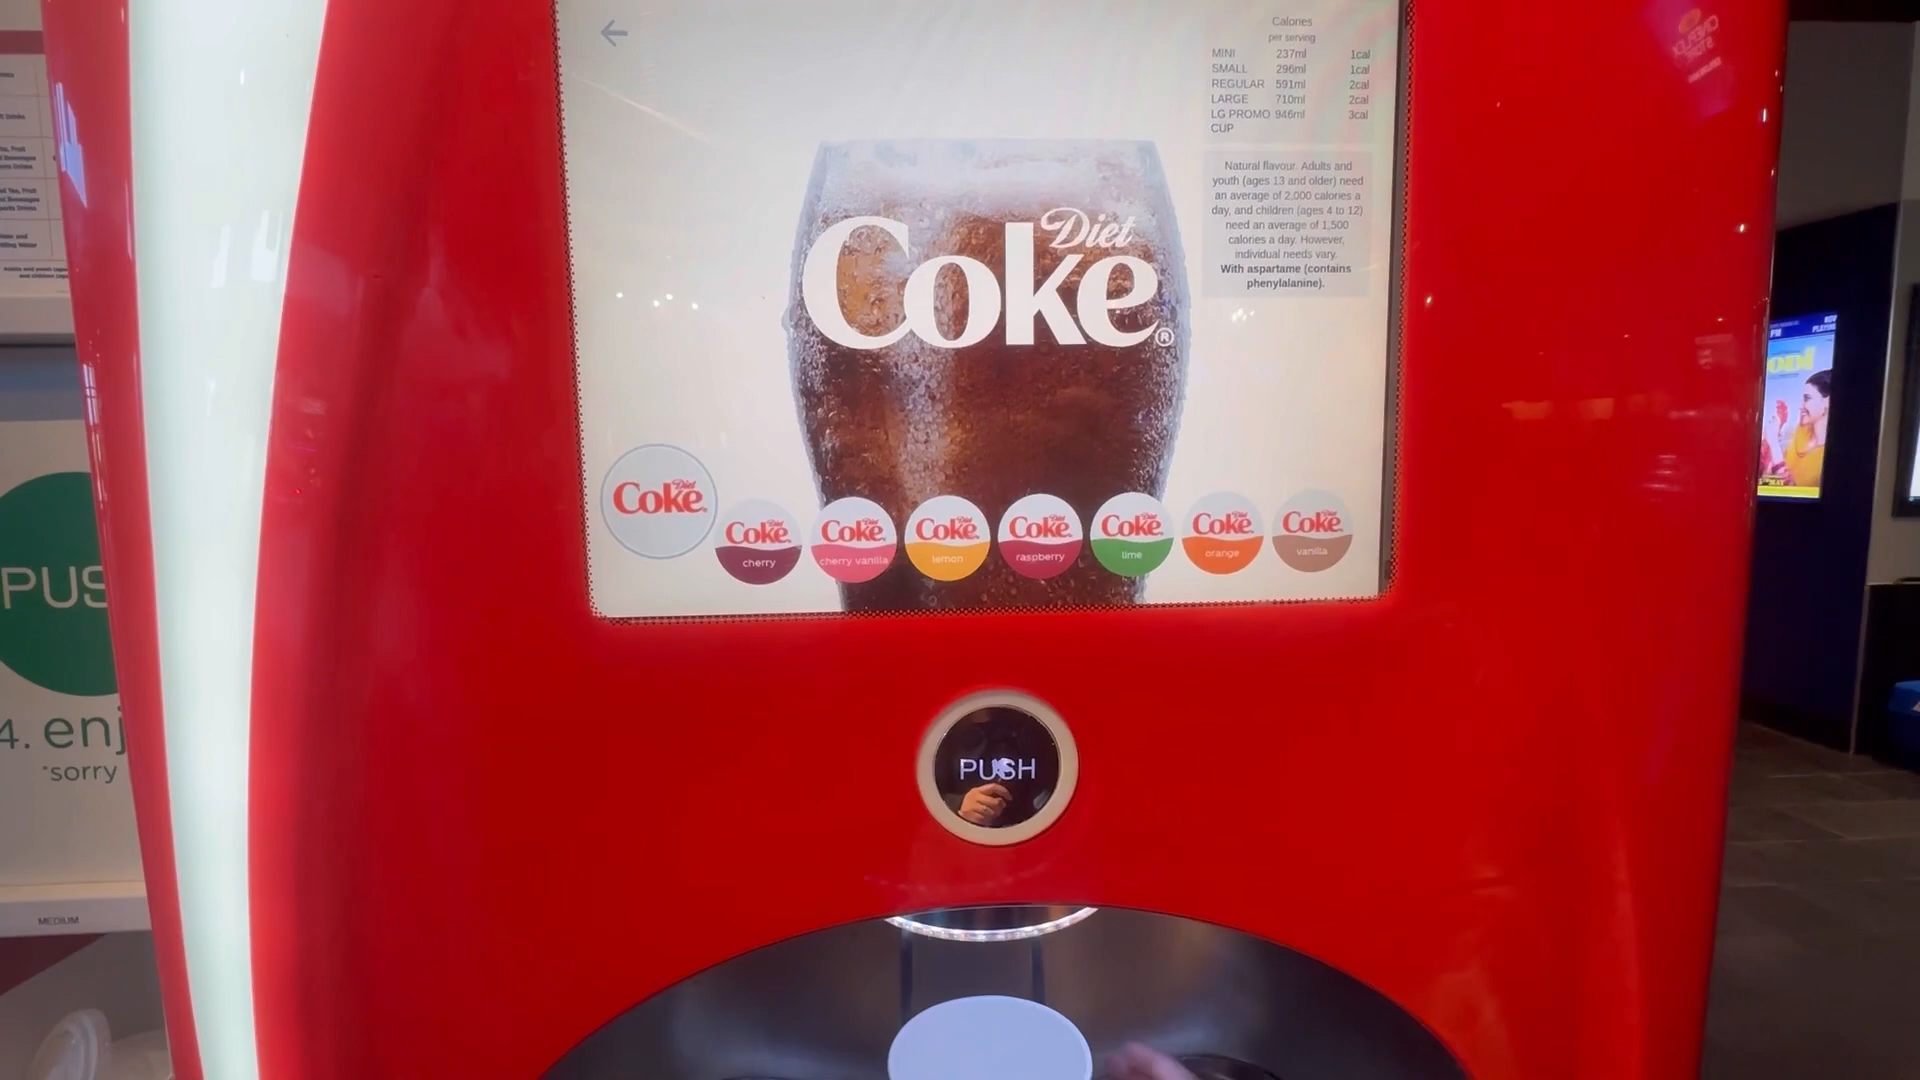 Calories
per serving
MINI 237ml 1cal
SMALL 296ml 1cal
REGULAR 591ml 2cal
LARGE 710ml 2cal
LG PROMO 946ml 3cal
CUP
Natural flavour. Adults and
youth (ages 13 and older) need
an average of 2,000 calories a
day, and children (ages 4 to 12)
need an average of 1,500
calories a day. However,
individual needs vary.
With aspartame (contains
phenylalanine).
Diet
Coke®
Diet
Coke
Diet
Coke
cherry
Diet
Coke
cherry vanilla
Diet
Coke
lemon
Diet
Coke
raspberry
Diet
Coke
lime
Diet
Coke
orange
Diet
Coke
vanilla
PUSH
PUS
4. enj
*sorry
MEDIUM
NOW
PLAYING